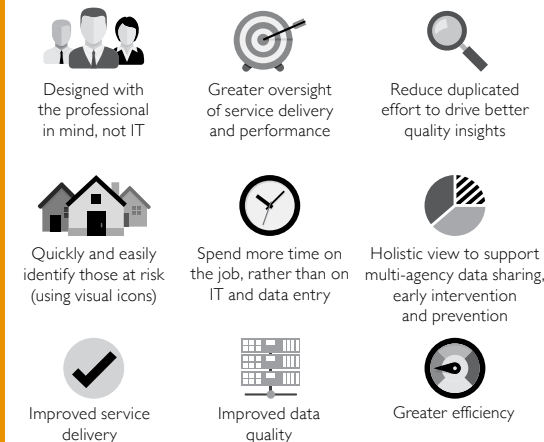 Designed with
the professional
in mind, not IT
Greater oversight
of service delivery
and performance
Reduce duplicated
effort to drive better
quality insights
Quickly and easily
identify those at risk
(using visual icons)
Spend more time on
the job, rather than on
IT and data entry
Holistic view to support
multi-agency data sharing,
early intervention
and prevention
Improved service
delivery
Improved data
quality
Greater efficiency